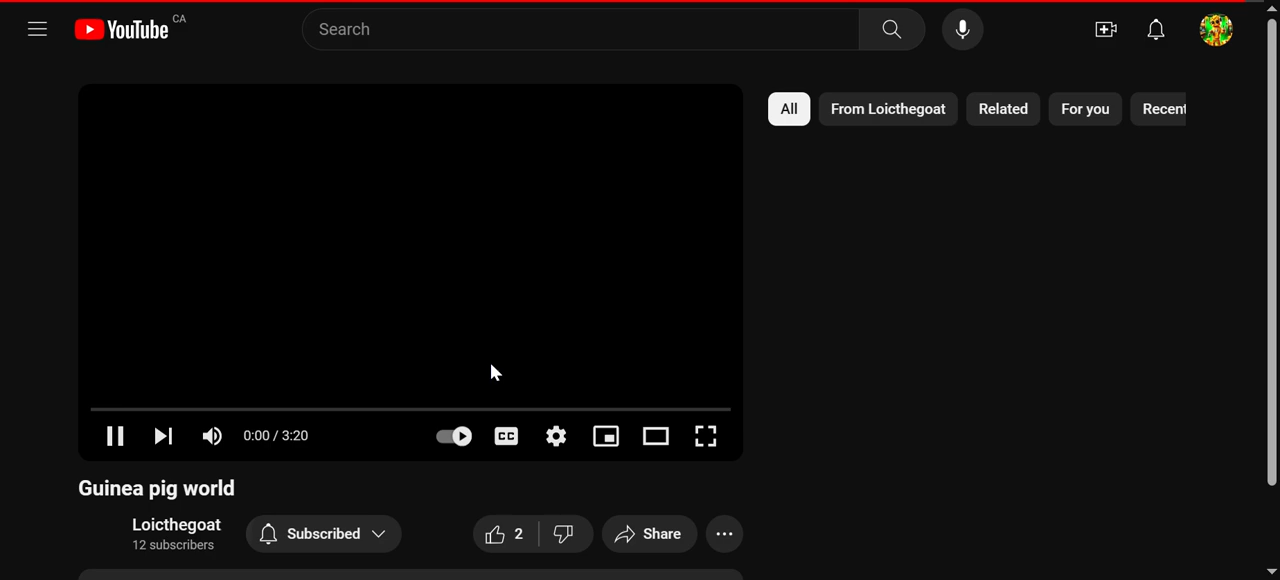 YouTube CA
Search
All
From Loicthegoat
Related
For you
Recent
CC
0:00 / 3:20
Guinea pig world
Loicthegoat
12 subscribers
Subscribed
2
Share